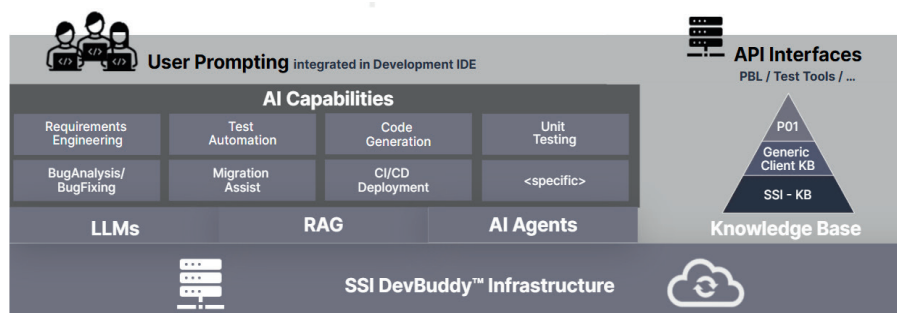 User Prompting integrated in Development IDE
API Interfaces
PBL / Test Tools / ...
AI Capabilities
Requirements
Engineering
Test
Automation
Code
Generation
Unit
Testing
BugAnalysis/
BugFixing
Migration
Assist
CI/CD
Deployment
<specific>
P01
Generic
Client KB
SSI - KB
LLMs
RAG
AI Agents
Knowledge Base
SSI DevBuddy™ Infrastructure